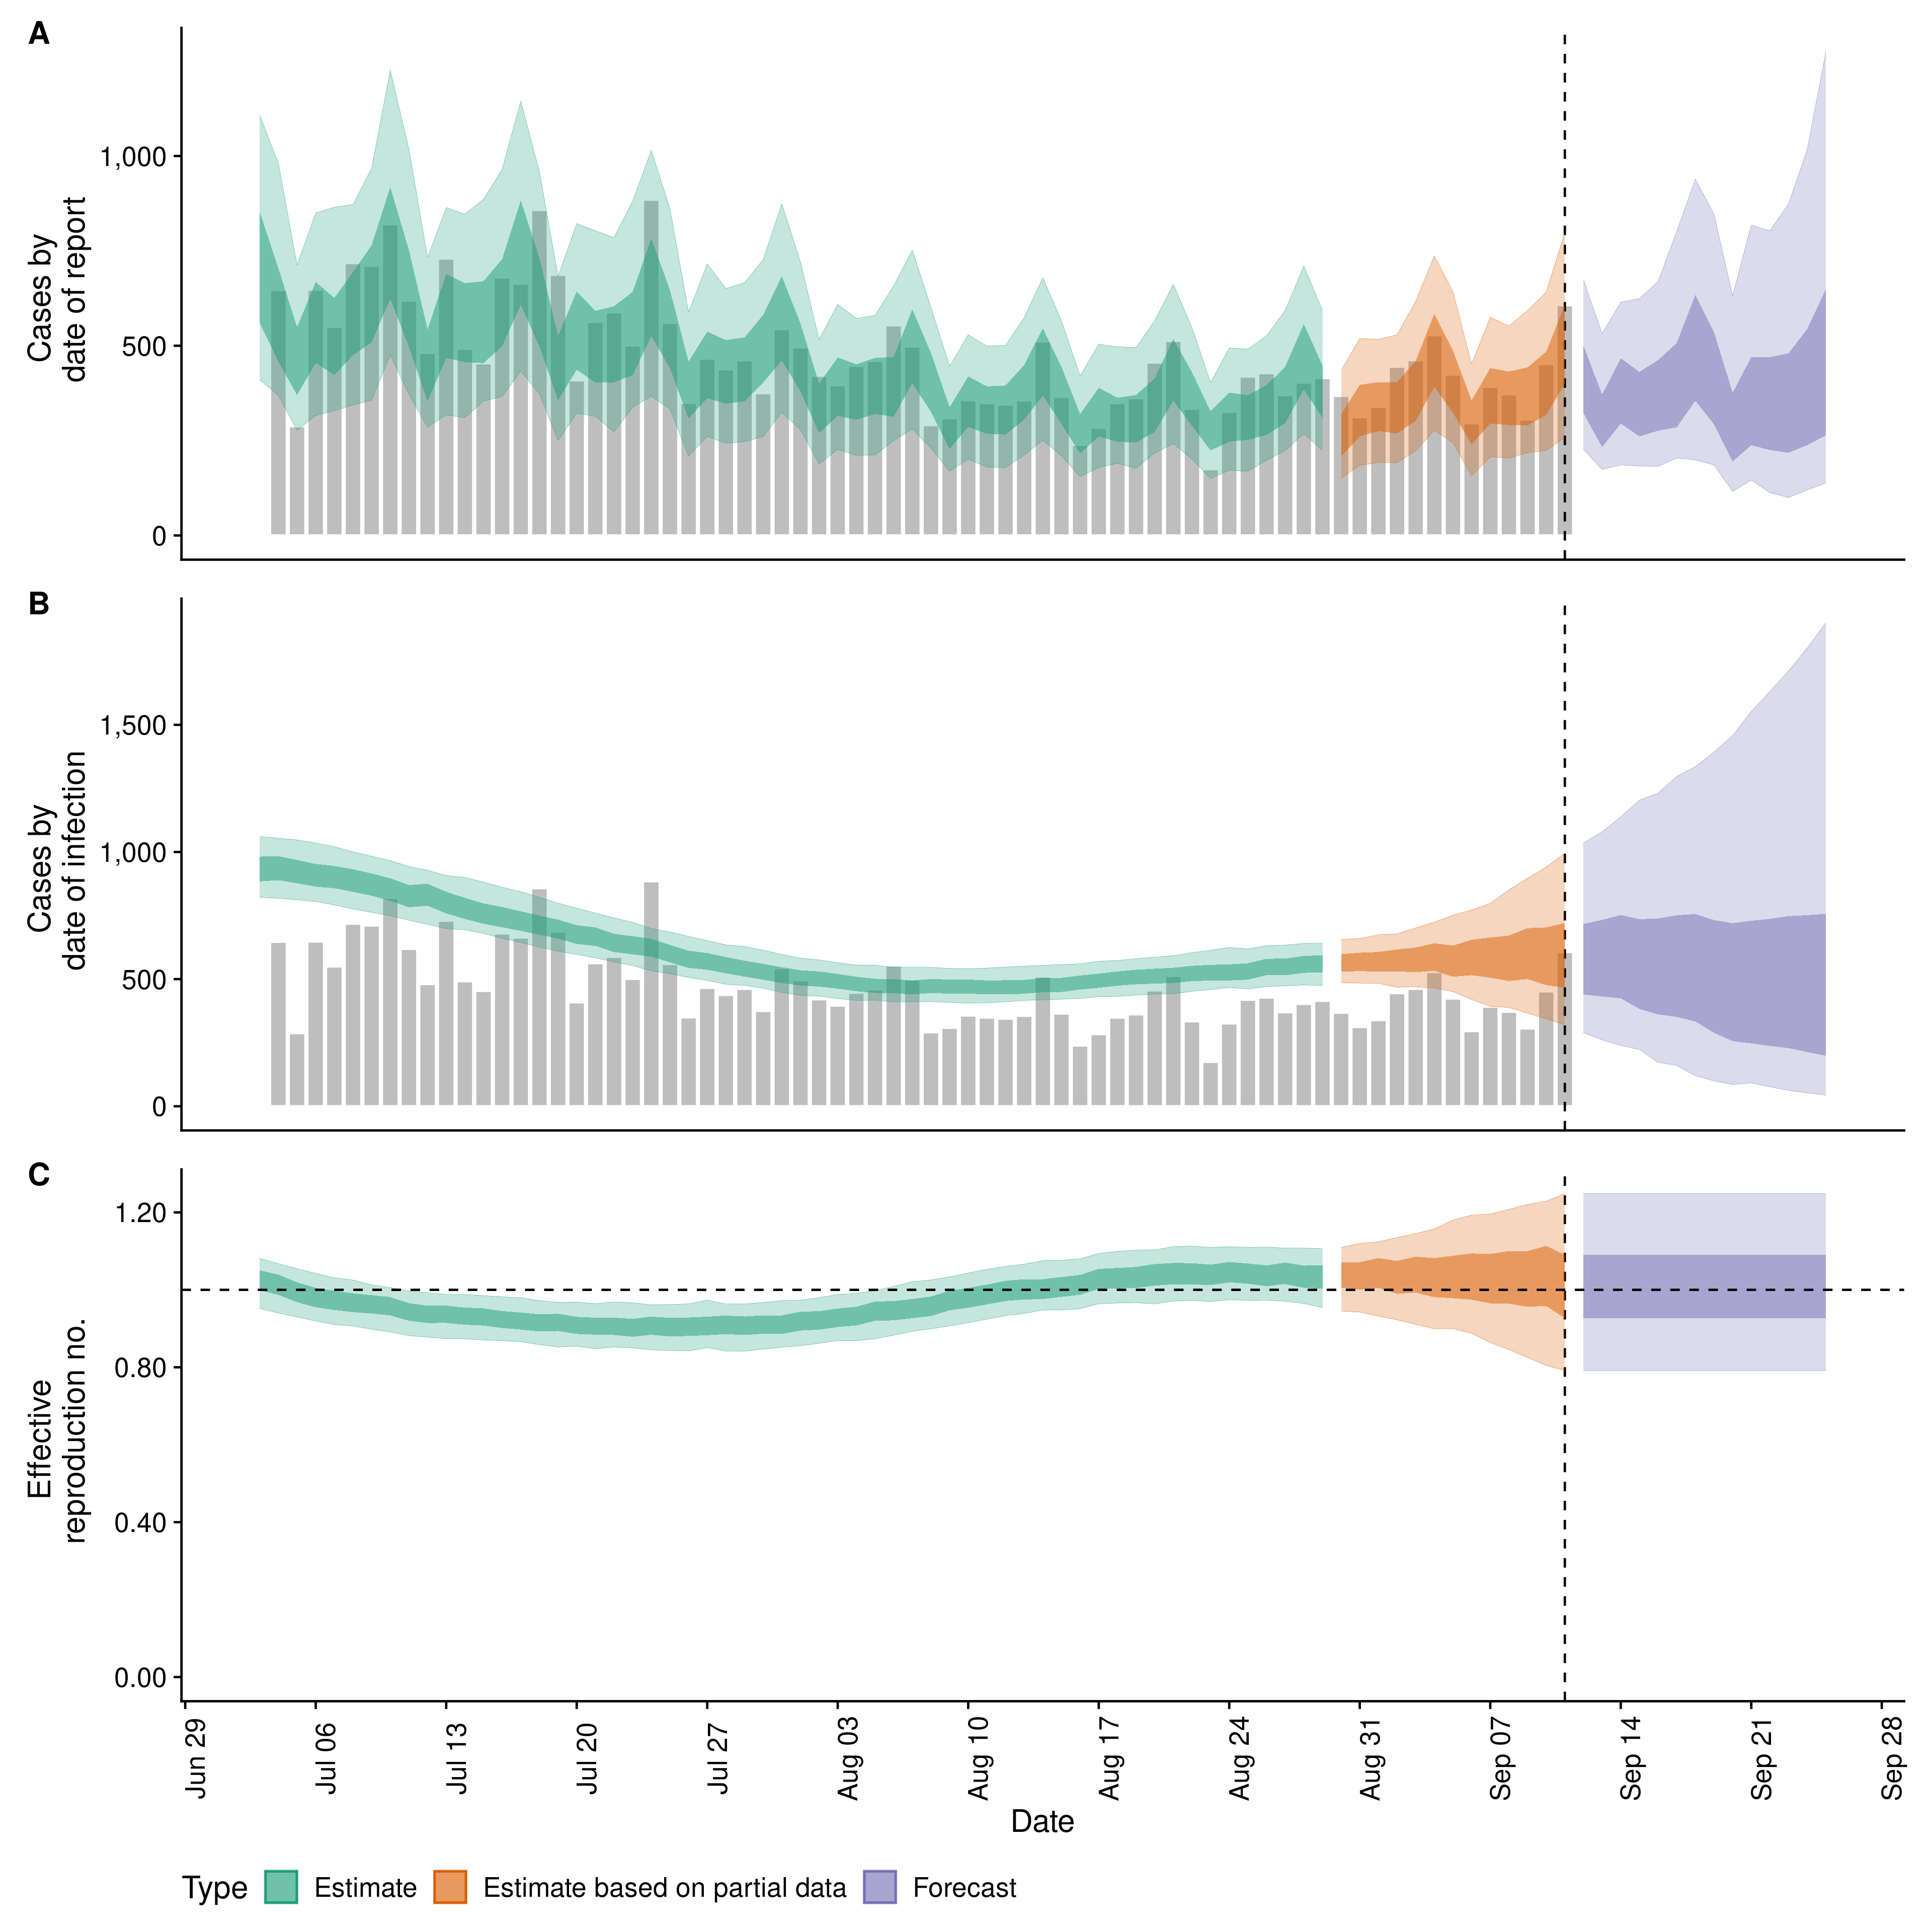 A
Cases by
date of report
1,000
500
0
B
Cases by
date of infection
1,500
1,000
500
0
C
Effective
reproduction no.
1.20
0.80
0.40
0.00
Jun 29
Jul 06
Jul 13
Jul 20
Jul 27
Aug 03
Aug 10
Aug 17
Aug 24
Aug 31
Sep 07
Sep 14
Sep 21
Sep 28
Date
Type Estimate Estimate based on partial data Forecast